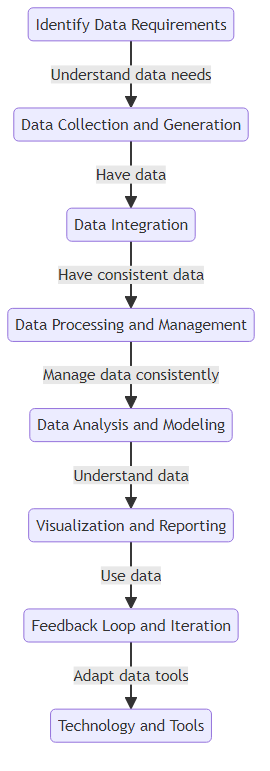 Identify Data Requirements
Understand data needs
Data Collection and Generation
Have data
Data Integration
Have consistent data
Data Processing and Management
Manage data consistently
Data Analysis and Modeling
Understand data
Visualization and Reporting
Use data
Feedback Loop and Iteration
Adapt data tools
Technology and Tools